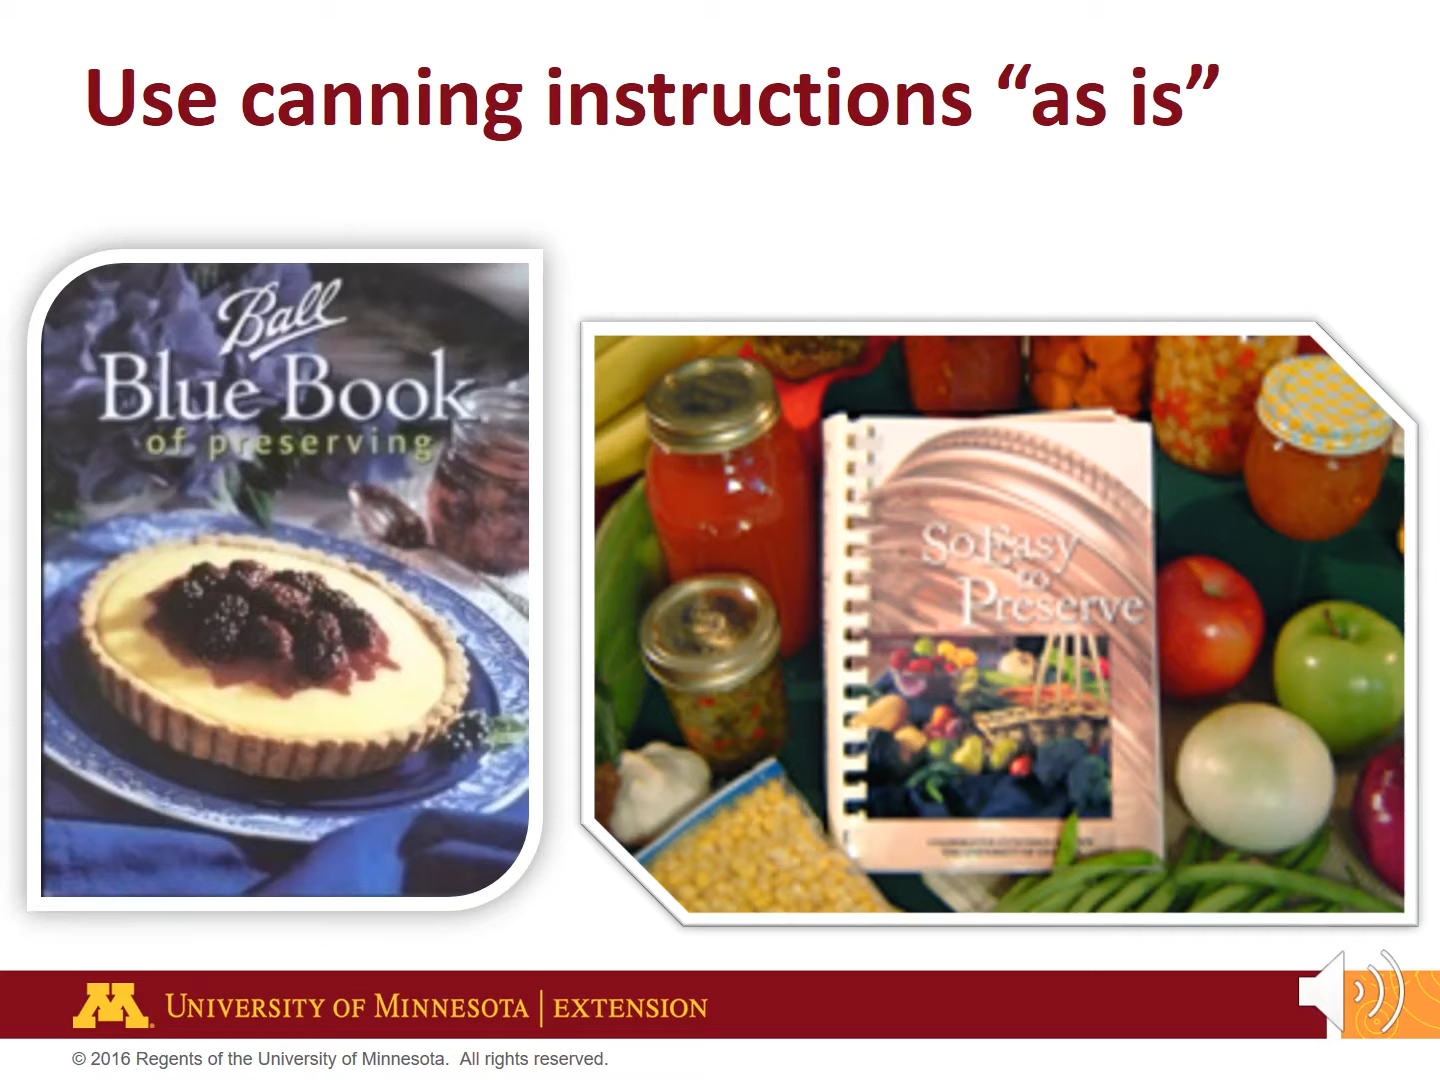 Use canning instructions “as is”
Ball
Blue Book
of preserving
So Easy
to
Preserve
M
UNIVERSITY OF MINNESOTA | EXTENSION
© 2016 Regents of the University of Minnesota.  All rights reserved.